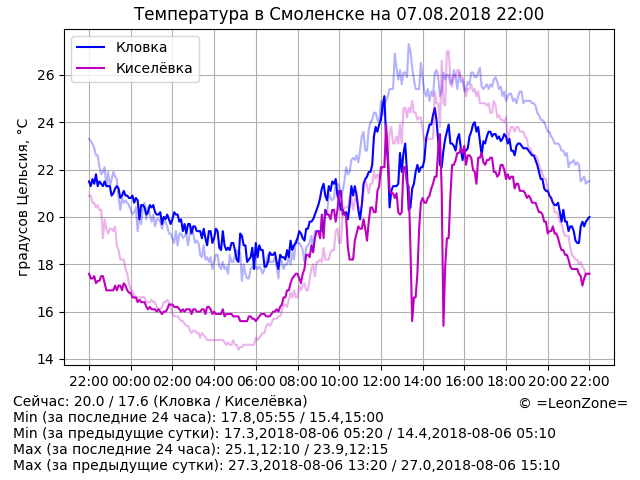 Температура в Смоленске на 07.08.2018 22:00
Кловка
Киселёвка
градусов Цельсия, °C
26
24
22
20
18
16
14
22:00 00:00 02:00 04:00 06:00 08:00 10:00 12:00 14:00 16:00 18:00 20:00 22:00
Сейчас: 20.0 / 17.6 (Кловка / Киселёвка)
© =LeonZone=
Min (за последние 24 часа): 17.8,05:55 / 15.4,15:00
Min (за предыдущие сутки): 17.3,2018-08-06 05:20 / 14.4,2018-08-06 05:10
Max (за последние 24 часа): 25.1,12:10 / 23.9,12:15
Max (за предыдущие сутки): 27.3,2018-08-06 13:20 / 27.0,2018-08-06 15:10